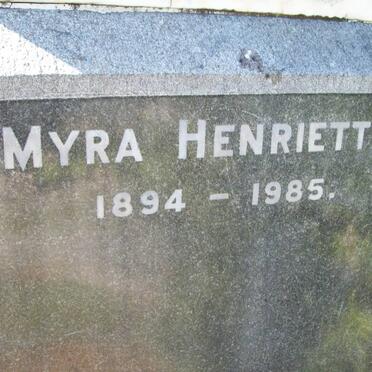 MYRA HENRIETT
1894 – 1985.